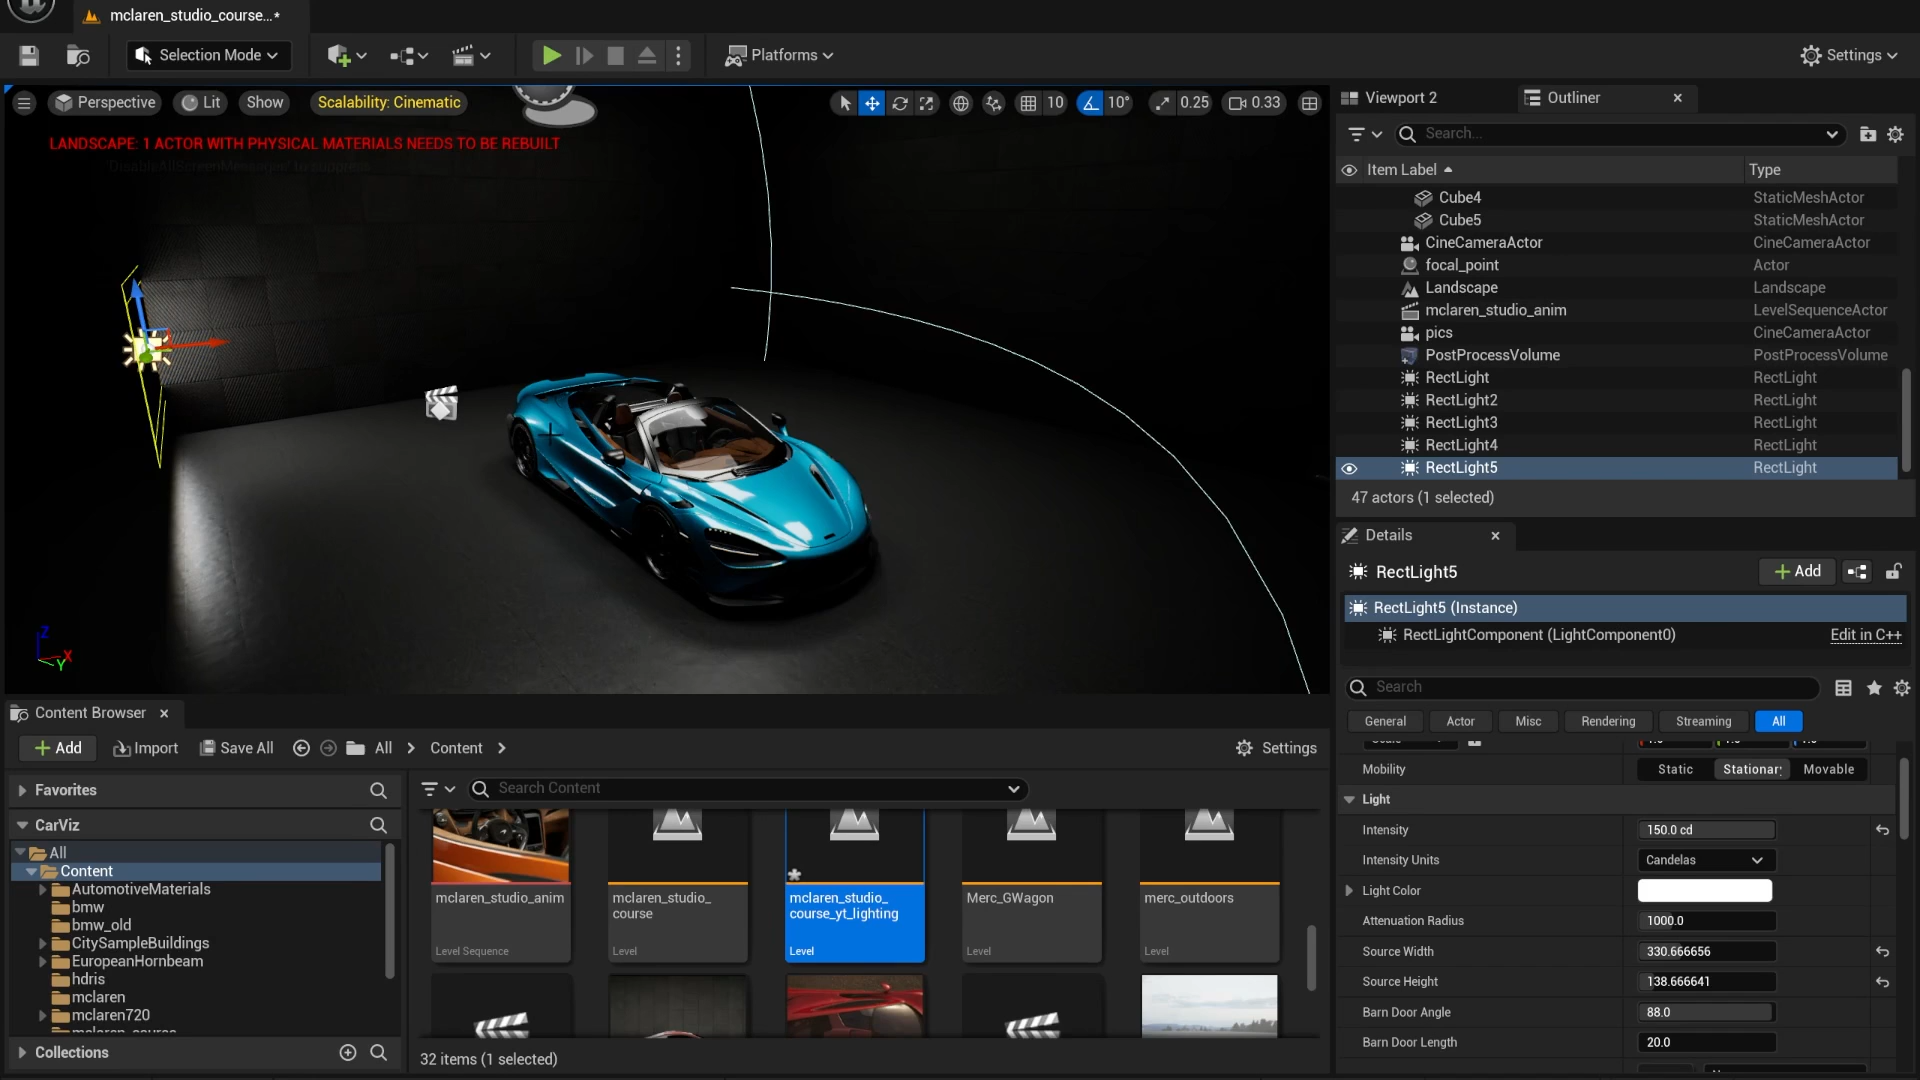 mclaren_studio_course...*
Selection Mode
Platforms
Settings
Perspective
Lit
Show
Scalability: Cinematic
10
10°
0.25
0.33
LANDSCAPE: 1 ACTOR WITH PHYSICAL MATERIALS NEEDS TO BE REBUILT
Z
X
Y
Viewport 2
Outliner
Search...
Item Label
Type
Cube4
StaticMeshActor
Cube5
StaticMeshActor
CineCameraActor
CineCameraActor
focal_point
Actor
Landscape
Landscape
mclaren_studio_anim
LevelSequenceActor
pics
CineCameraActor
PostProcessVolume
PostProcessVolume
RectLight
RectLight
RectLight2
RectLight
RectLight3
RectLight
RectLight4
RectLight
RectLight5
RectLight
47 actors (1 selected)
Details
RectLight5
Add
RectLight5 (Instance)
RectLightComponent (LightComponent0)
Edit in C++
Search
General
Actor
Misc
Rendering
Streaming
All
Mobility
Static
Stationar
Movable
Light
Intensity
150.0 cd
Intensity Units
Candelas
Light Color
Attenuation Radius
1000.0
Source Width
330.666656
Source Height
138.666641
Barn Door Angle
88.0
Barn Door Length
20.0
Content Browser
Add
Import
Save All
All
Content
Settings
Favorites
CarViz
All
Content
AutomotiveMaterials
bmw
bmw_old
CitySampleBuildings
EuropeanHornbeam
hdris
mclaren
mclaren720
Collections
Search Content
mclaren_studio_anim
Level Sequence
mclaren_studio_
course
Level
mclaren_studio_
course_yt_lighting
Level
Merc_GWagon
Level
merc_outdoors
Level
32 items (1 selected)